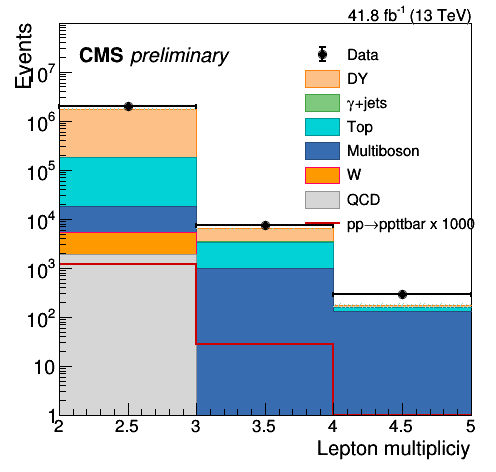 41.8 fb⁻¹ (13 TeV)
Events
CMS preliminary
Data
DY
γ+jets
Top
Multiboson
W
QCD
pp→ppttbar x 1000
10⁷
10⁶
10⁵
10⁴
10³
10²
10
1
2 2.5 3 3.5 4 4.5 5
Lepton multipliciy